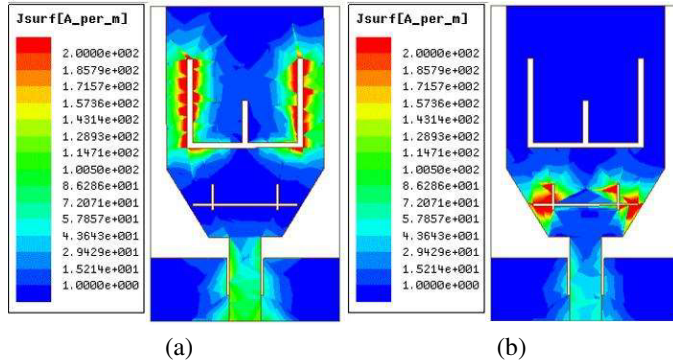 Jsurf[A_per_m]
2.0000e+002
1.8579e+002
1.7157e+002
1.5736e+002
1.4314e+002
1.2893e+002
1.1471e+002
1.0050e+002
8.6286e+001
7.2071e+001
5.7857e+001
4.3643e+001
2.9429e+001
1.5214e+001
1.0000e+000
(a)
Jsurf[A_per_m]
2.0000e+002
1.8579e+002
1.7157e+002
1.5736e+002
1.4314e+002
1.2893e+002
1.1471e+002
1.0050e+002
8.6286e+001
7.2071e+001
5.7857e+001
4.3643e+001
2.9429e+001
1.5214e+001
1.0000e+000
(b)